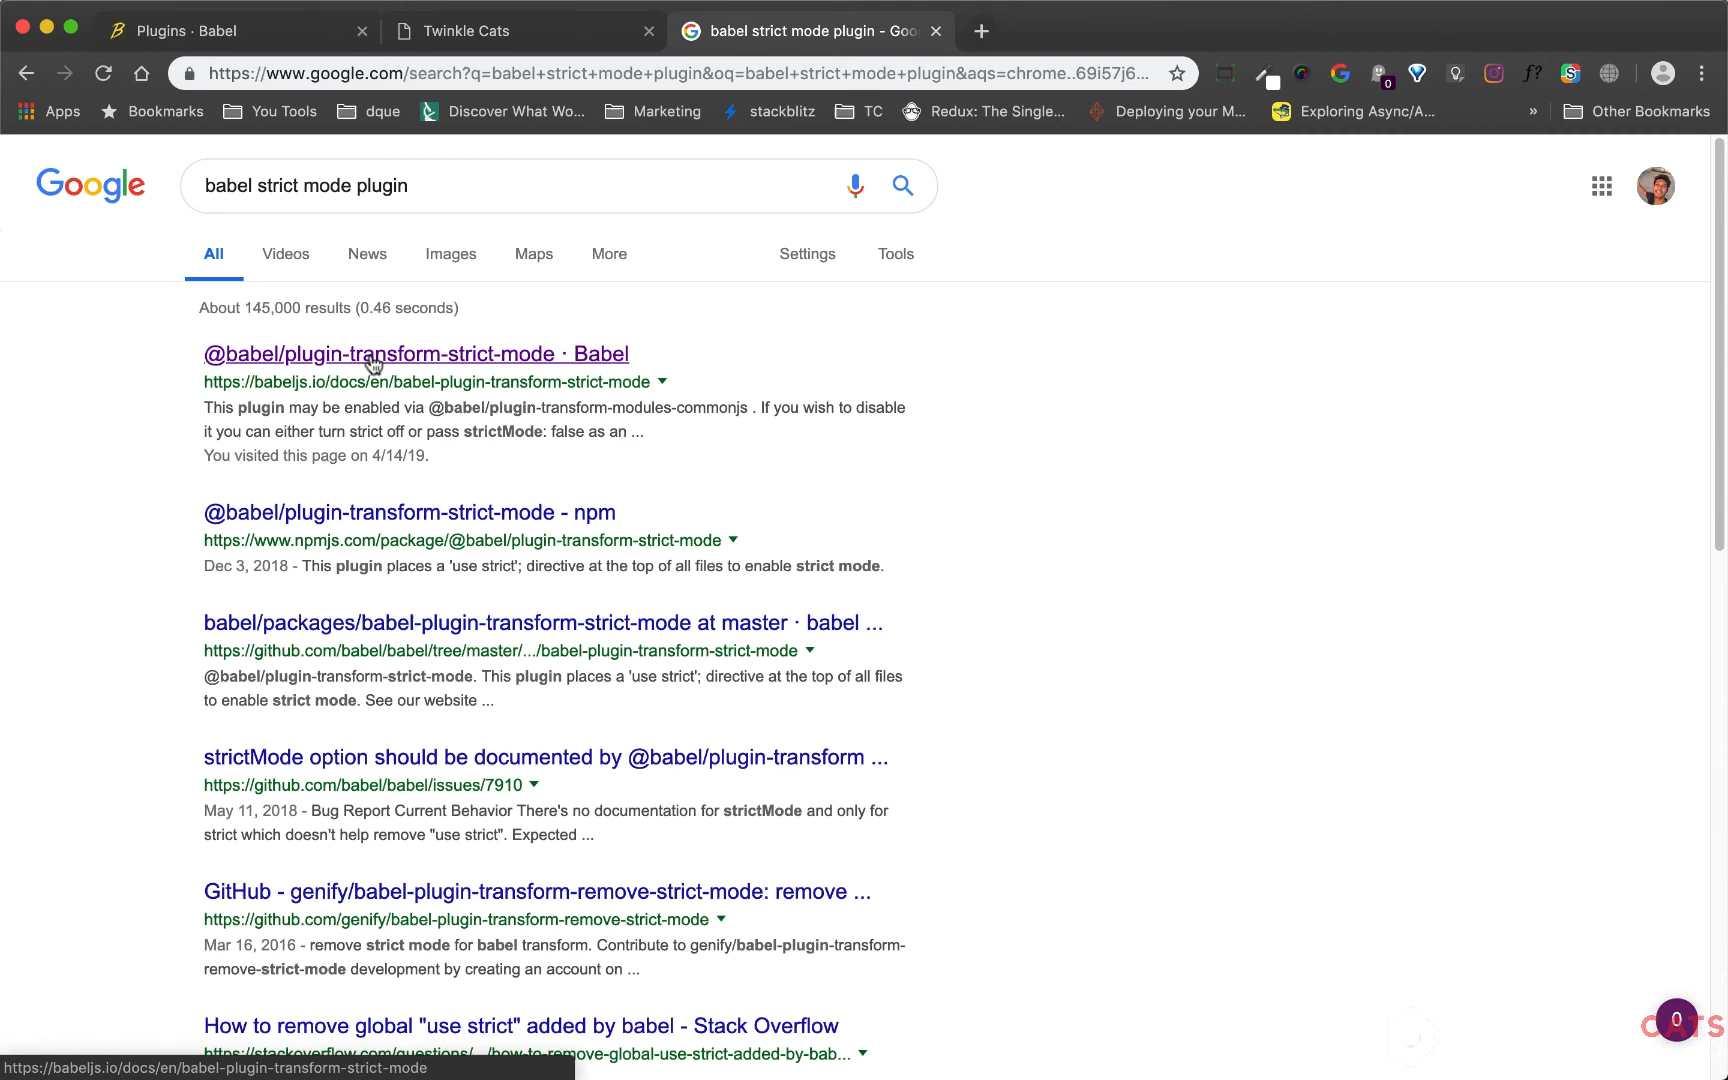 Plugins · Babel
Twinkle Cats
babel strict mode plugin - Goo
https://www.google.com/search?q=babel+strict+mode+plugin&oq=babel+strict+mode+plugin&aqs=chrome..69i57j6...
f?
0
Apps
Bookmarks
You Tools
dque
Discover What Wo...
Marketing
stackblitz
TC
Redux: The Single...
Deploying your M...
Exploring Async/A...
»
Other Bookmarks
Google
babel strict mode plugin
All
Videos
News
Images
Maps
More
Settings
Tools
About 145,000 results (0.46 seconds)
@babel/plugin-transform-strict-mode · Babel
https://babeljs.io/docs/en/babel-plugin-transform-strict-mode
This plugin may be enabled via @babel/plugin-transform-modules-commonjs . If you wish to disable
it you can either turn strict off or pass strictMode: false as an ...
You visited this page on 4/14/19.
@babel/plugin-transform-strict-mode - npm
https://www.npmjs.com/package/@babel/plugin-transform-strict-mode
Dec 3, 2018 - This plugin places a 'use strict'; directive at the top of all files to enable strict mode.
babel/packages/babel-plugin-transform-strict-mode at master · babel ...
https://github.com/babel/babel/tree/master/.../babel-plugin-transform-strict-mode
@babel/plugin-transform-strict-mode. This plugin places a 'use strict'; directive at the top of all files
to enable strict mode. See our website ...
strictMode option should be documented by @babel/plugin-transform ...
https://github.com/babel/babel/issues/7910
May 11, 2018 - Bug Report Current Behavior There's no documentation for strictMode and only for
strict which doesn't help remove "use strict". Expected ...
GitHub - genify/babel-plugin-transform-remove-strict-mode: remove ...
https://github.com/genify/babel-plugin-transform-remove-strict-mode
Mar 16, 2016 - remove strict mode for babel transform. Contribute to genify/babel-plugin-transform-
remove-strict-mode development by creating an account on ...
How to remove global "use strict" added by babel - Stack Overflow
https://stackoverflow.com/questions/.../how-to-remove-global-use-strict-added-by-bab...
https://babeljs.io/docs/en/babel-plugin-transform-strict-mode
CATS
0